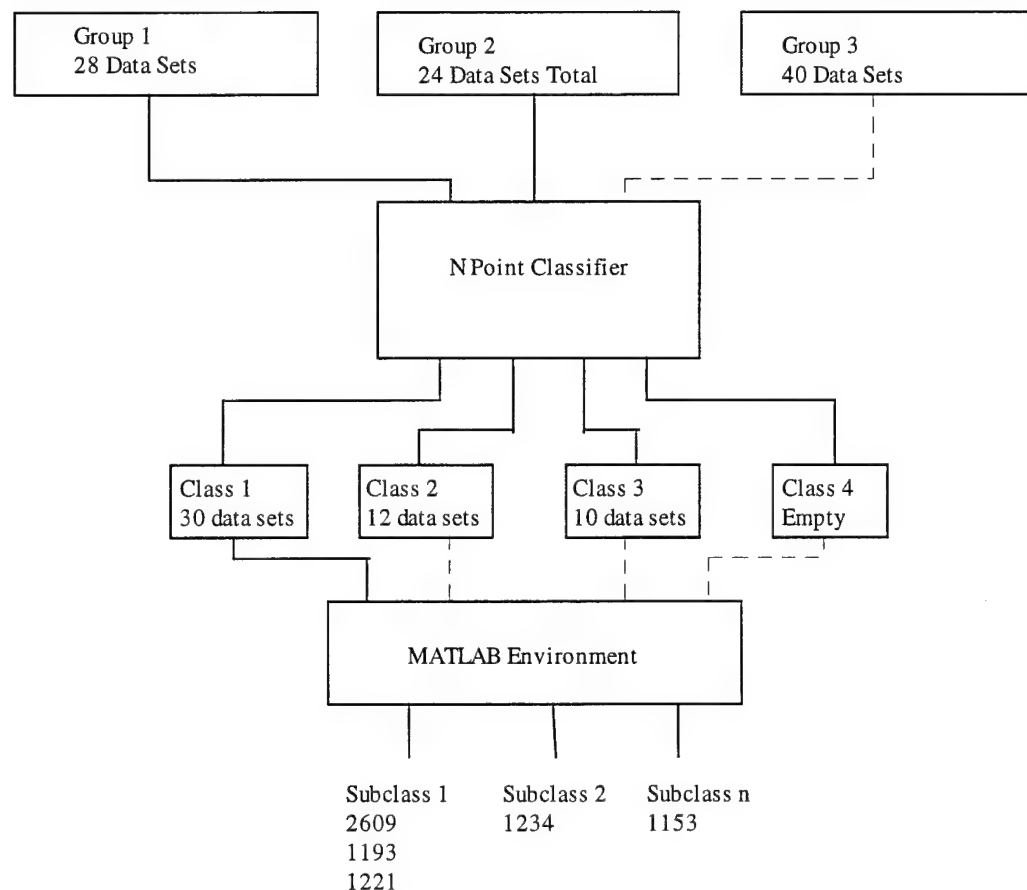 Group 1
28 Data Sets
Group 2
24 Data Sets Total
Group 3
40 Data Sets
N Point Classifier
Class 1
30 data sets
Class 2
12 data sets
Class 3
10 data sets
Class 4
Empty
MATLAB Environment
Subclass 1
2609
1193
1221
Subclass 2
1234
Subclass n
1153